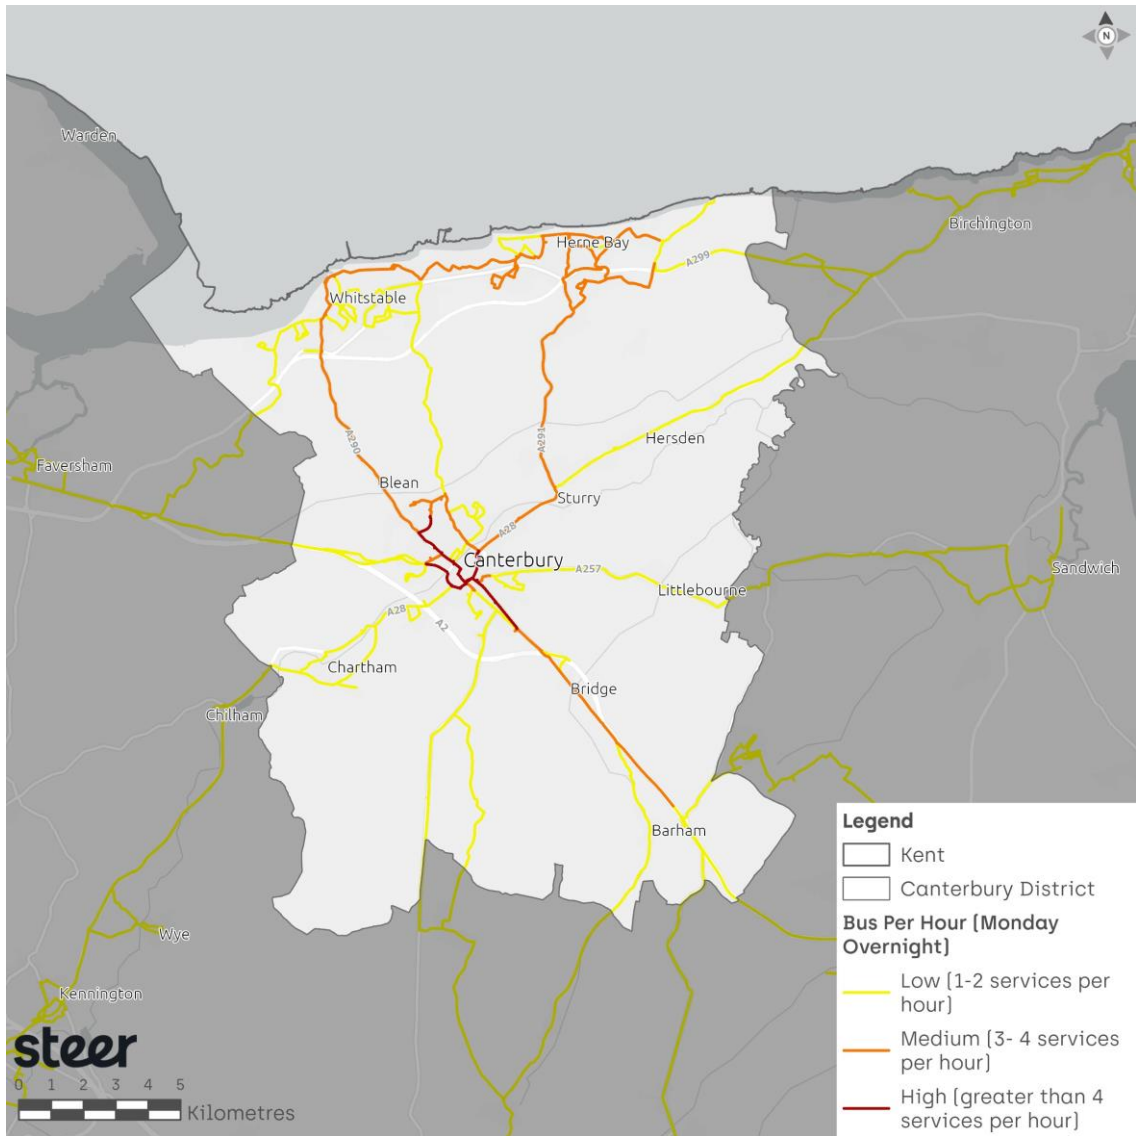 N
Warden
Birchington
Herne Bay
A299
Whitstable
A290
A291
Hersden
Faversham
Blean
Sturry
A28
Canterbury
A257
Sandwich
Littlebourne
A28
A2
Chartham
Bridge
Chilham
Barham
Wye
Kennington
steer
0 1 2 3 4 5
Kilometres
Legend
Kent
Canterbury District
Bus Per Hour (Monday
Overnight)
Low (1-2 services per
hour)
Medium (3- 4 services
per hour)
High (greater than 4
services per hour)